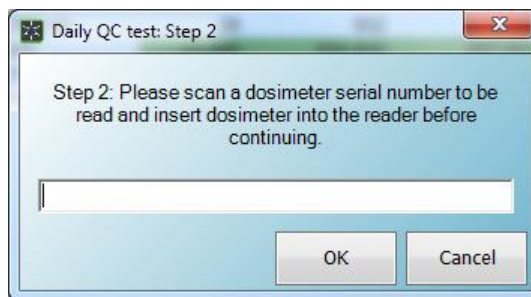 Daily QC test: Step 2
Step 2: Please scan a dosimeter serial number to be
read and insert dosimeter into the reader before
continuing.
OK
Cancel